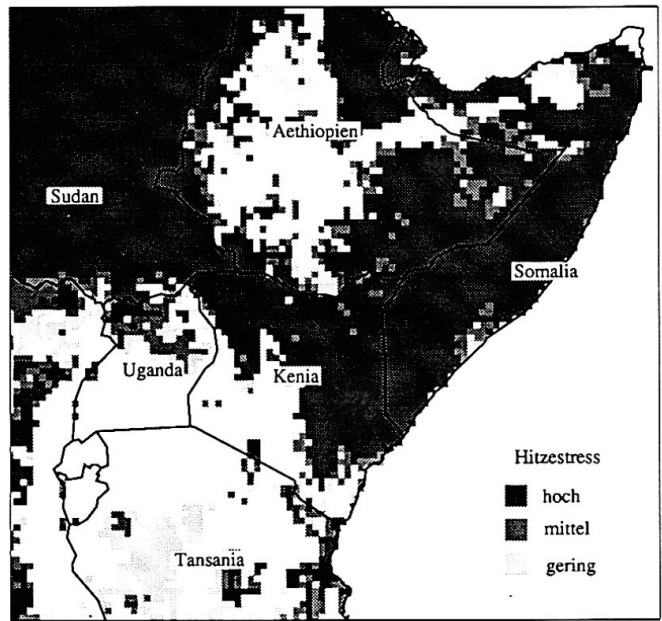 Aethiopien
Sudan
Somalia
Uganda
Kenia
Hitzestress
hoch
mittel
gering
Tansania